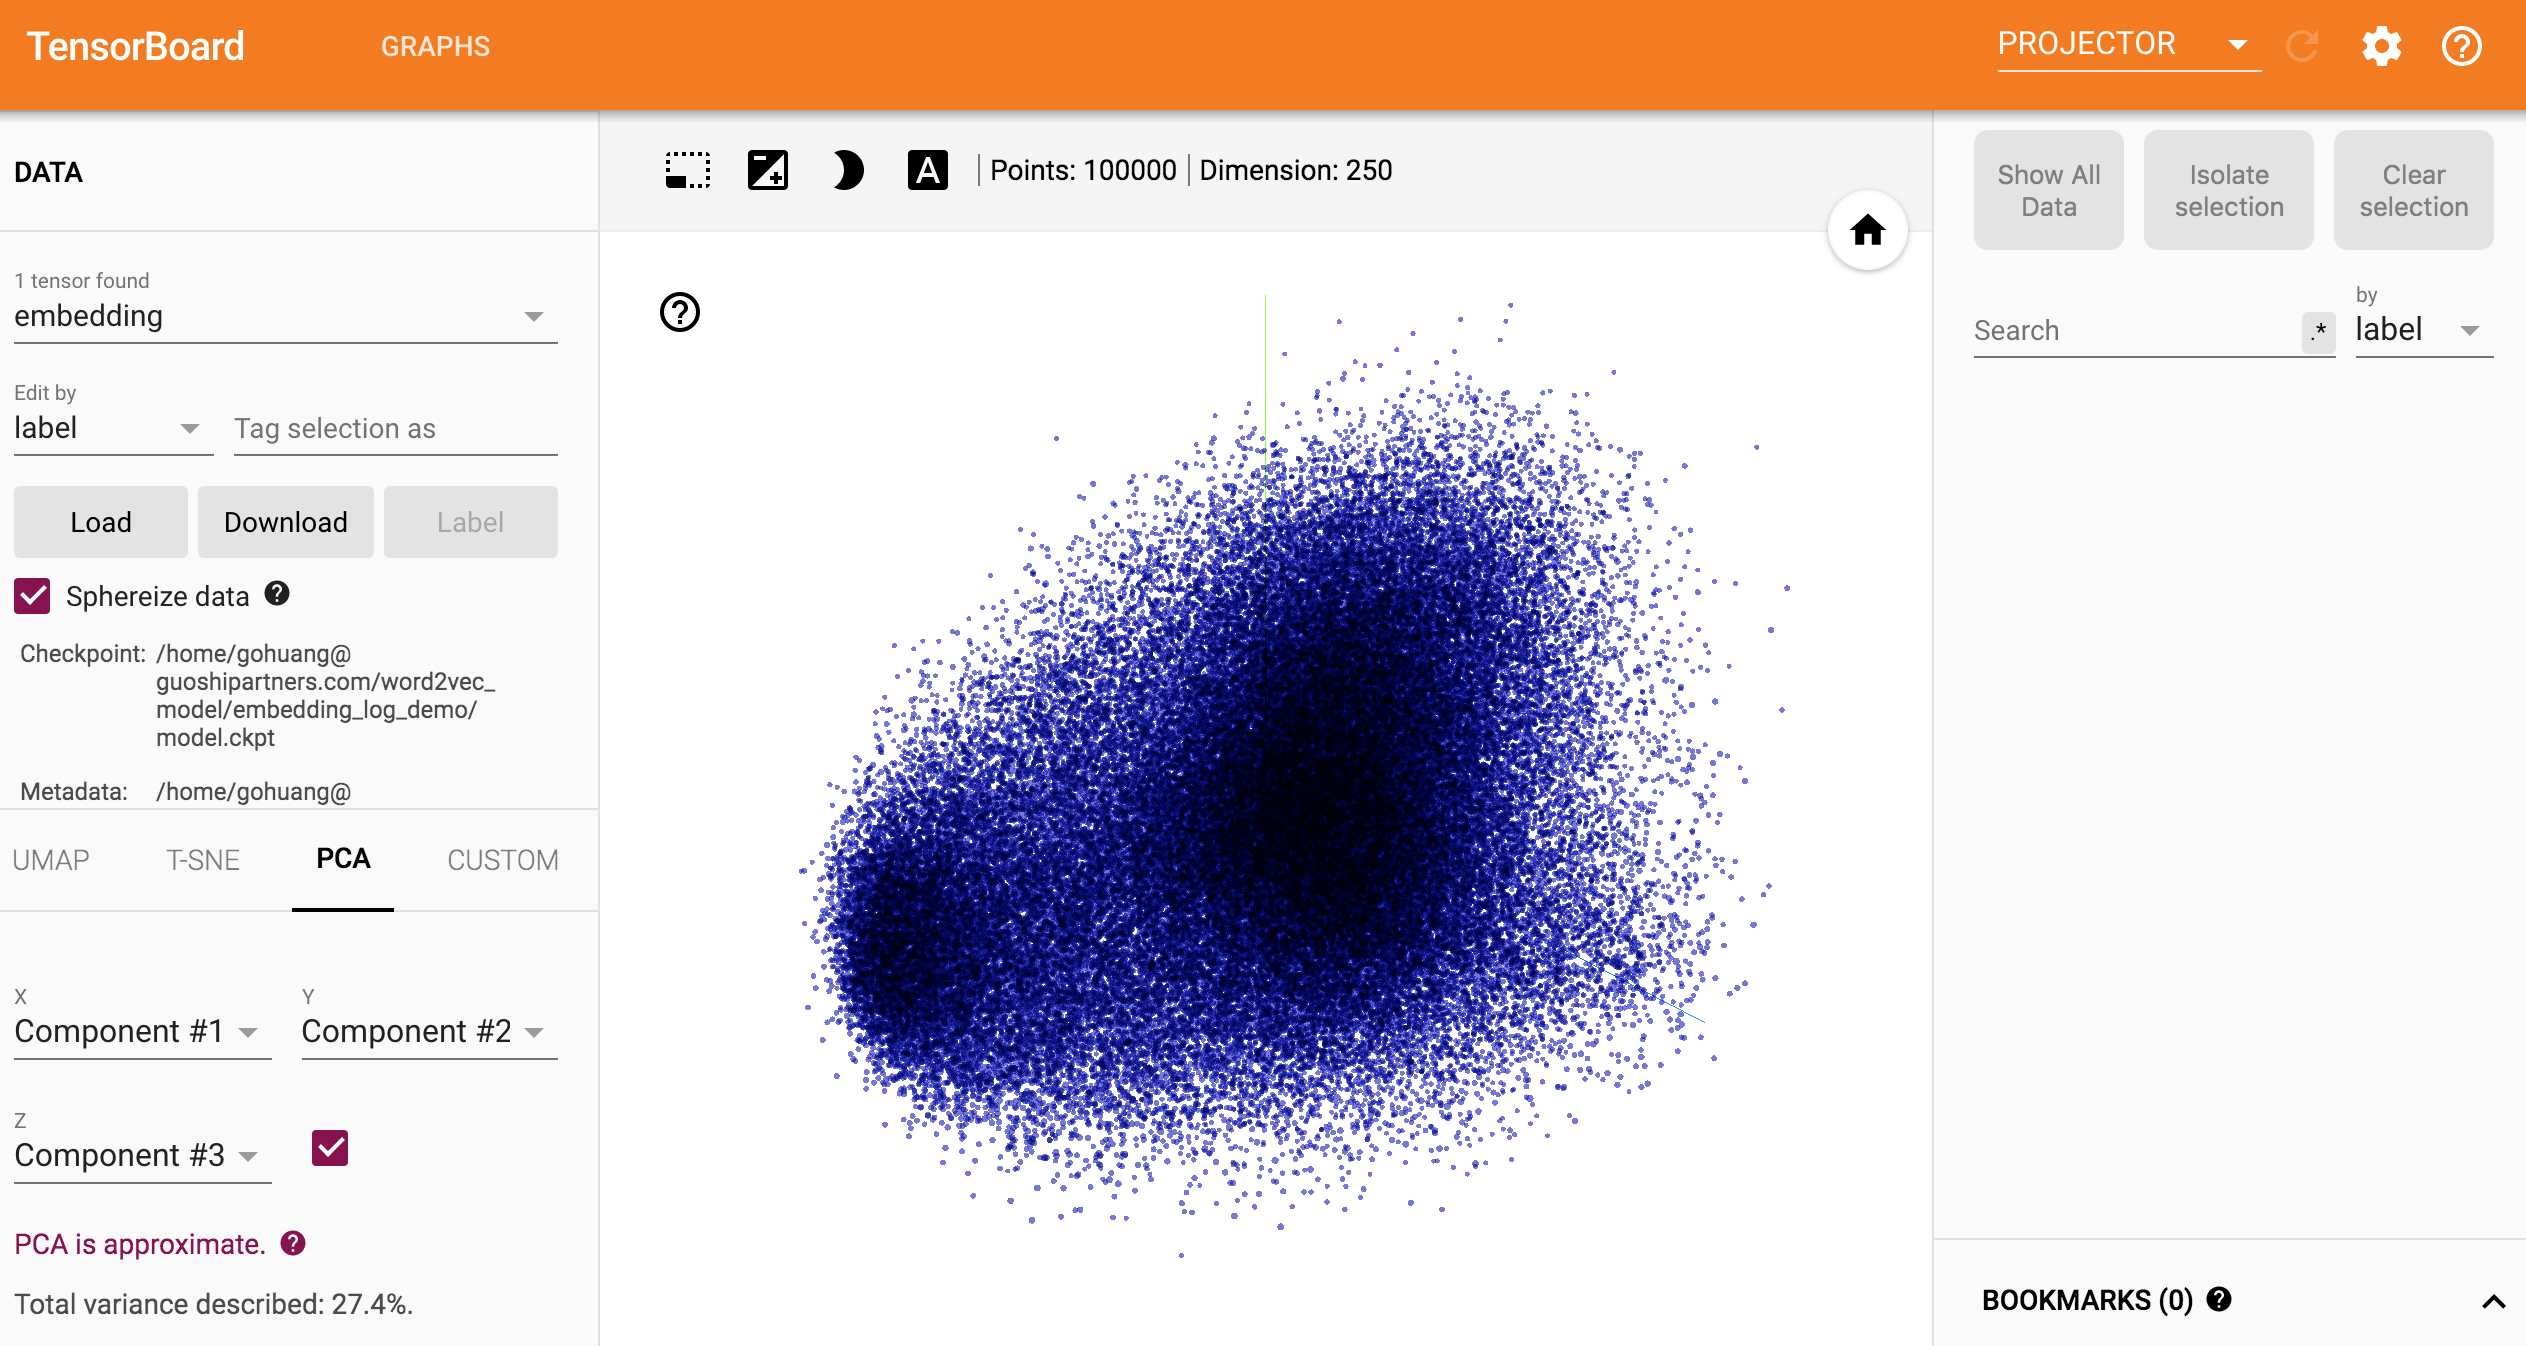 TensorBoard
GRAPHS
PROJECTOR
DATA
A
Points: 100000
Dimension: 250
Show All
Data
Isolate
selection
Clear
selection
1 tensor found
embedding
Edit by
label
Tag selection as
Load
Download
Label
Sphereize data
Checkpoint: /home/gohuang@
guoshipartners.com/word2vec_
model/embedding_log_demo/
model.ckpt
Metadata: /home/gohuang@
UMAP
T-SNE
PCA
CUSTOM
X
Component #1
Y
Component #2
Z
Component #3
PCA is approximate.
Total variance described: 27.4%.
Search
.*
by
label
BOOKMARKS (0)